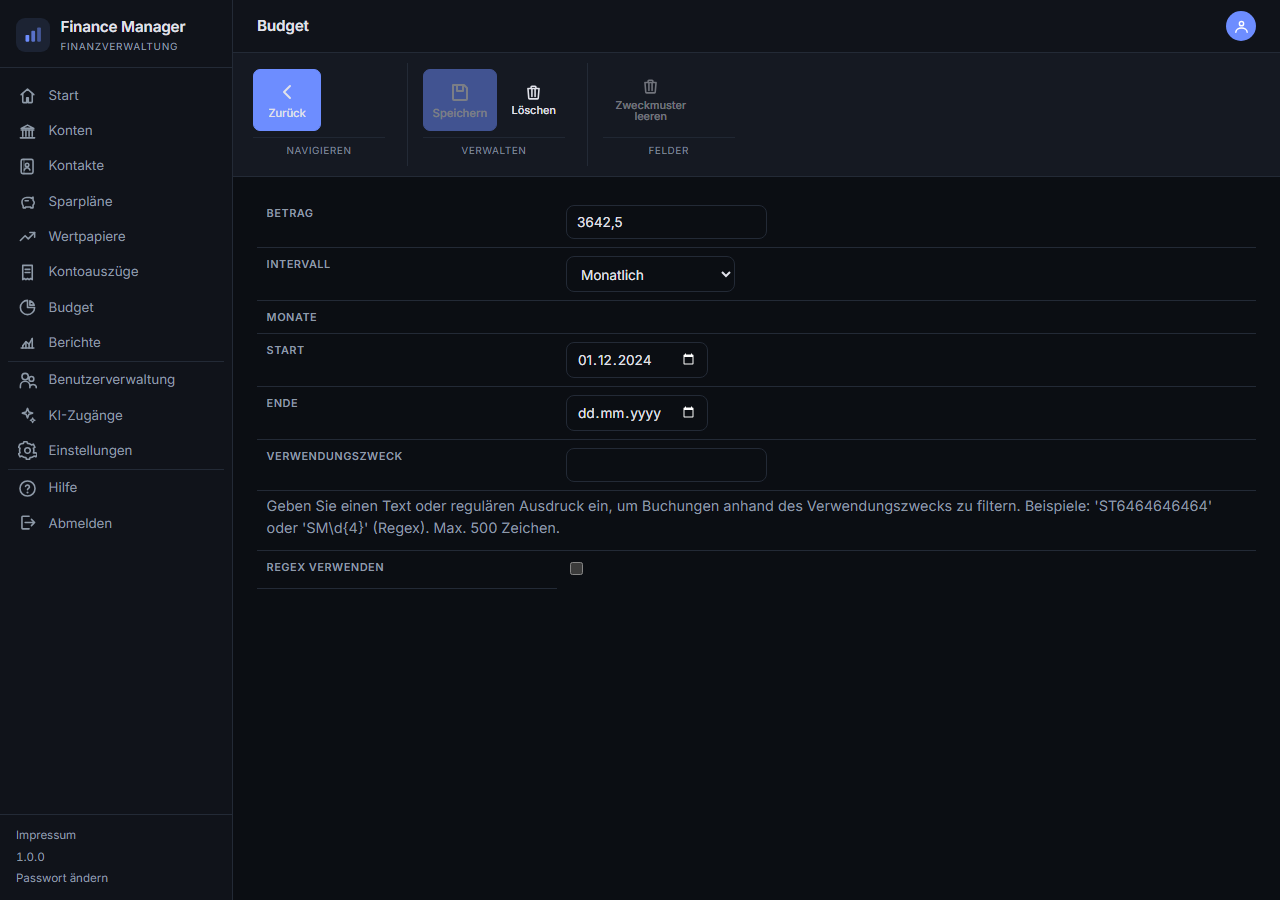 Finance Manager
FINANZVERWALTUNG
Start
Konten
Kontakte
Sparpläne
Wertpapiere
Kontoauszüge
Budget
Berichte
Benutzerverwaltung
KI-Zugänge
Einstellungen
Hilfe
Abmelden
Impressum
1.0.0
Passwort ändern
Budget
Zurück
NAVIGIEREN
Speichern
Löschen
VERWALTEN
Zweckmuster
leeren
FELDER
BETRAG
3642,5
INTERVALL
Monatlich
MONATE
START
01.12.2024
ENDE
dd.mm.yyyy
VERWENDUNGSZWECK
Geben Sie einen Text oder regulären Ausdruck ein, um Buchungen anhand des Verwendungszwecks zu filtern. Beispiele: 'ST6464646464'
oder 'SM\d{4}' (Regex). Max. 500 Zeichen.
REGEX VERWENDEN